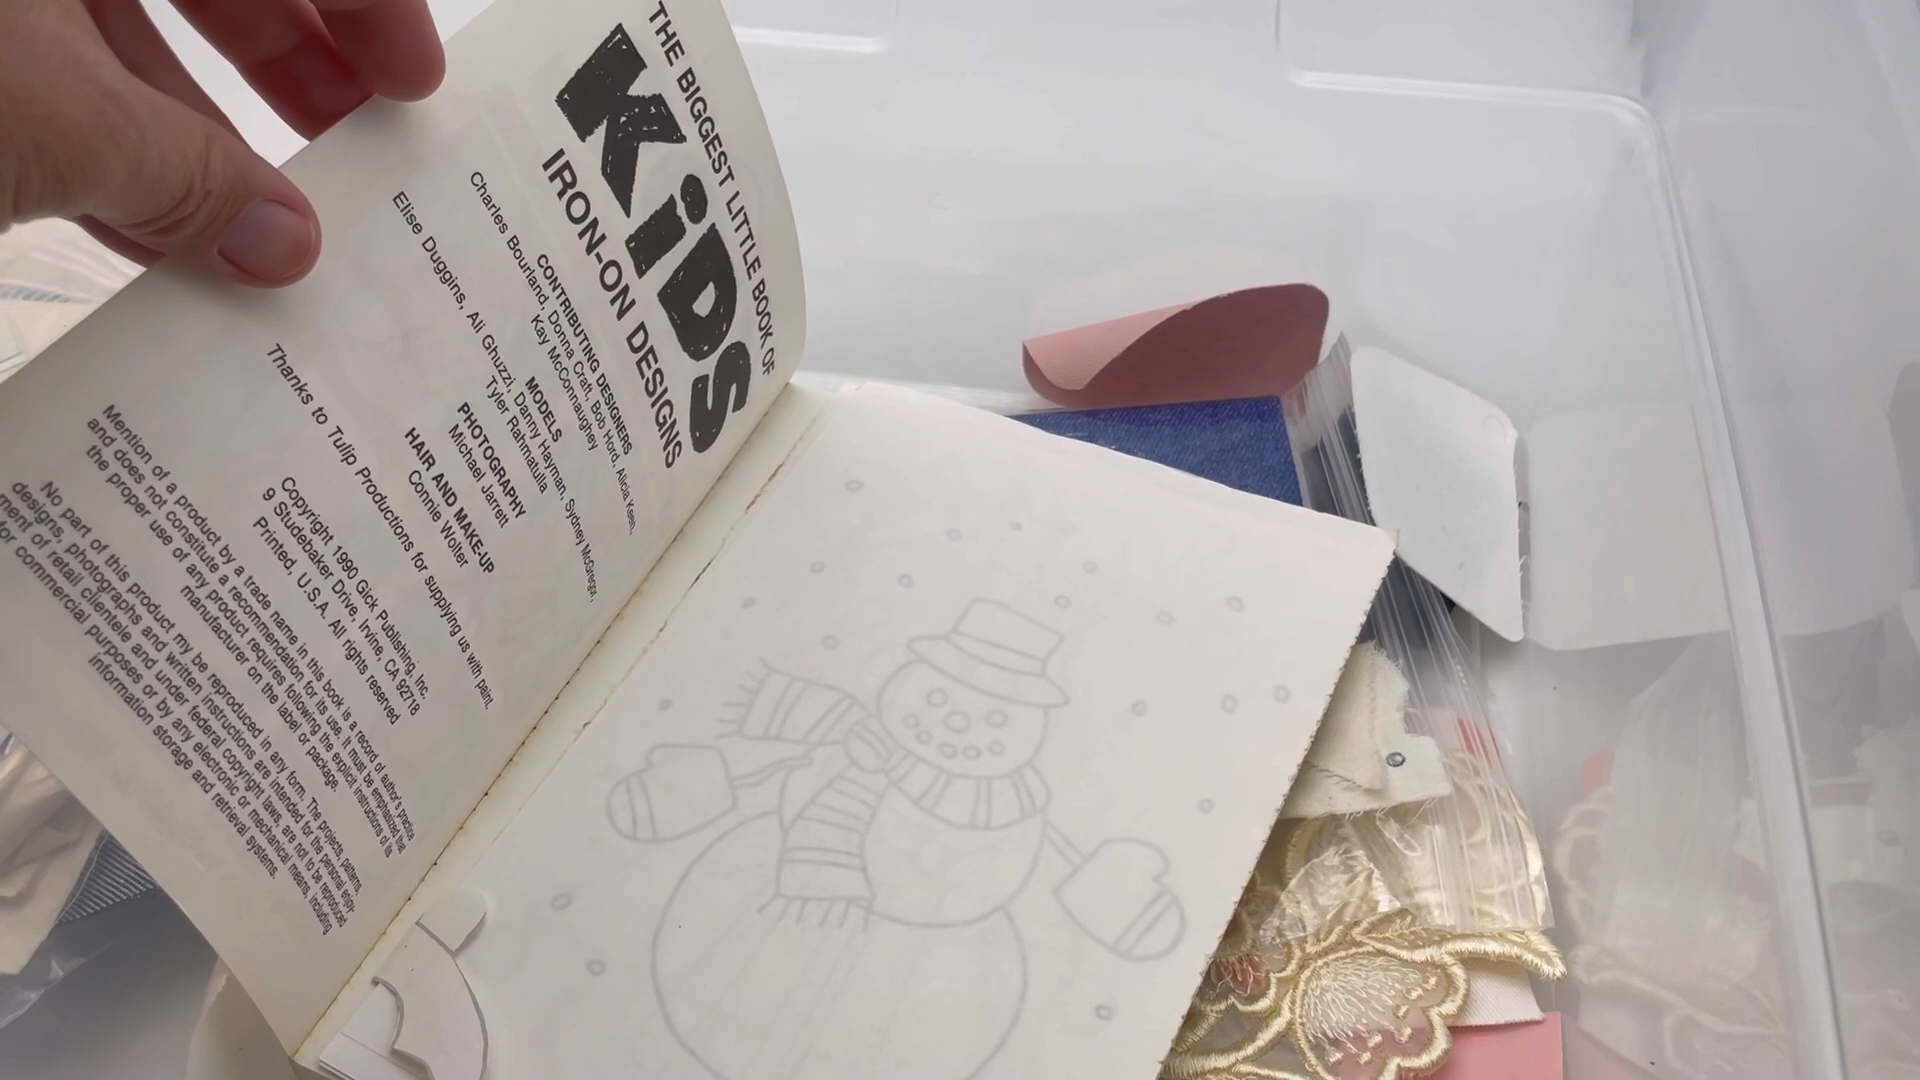 THE BIGGEST LITTLE BOOK OF
KiDS
IRON-ON DESIGNS
CONTRIBUTING DESIGNERS
Charles Bourland, Donna Craft, Bob Hord, Alicia Keen,
Kay McConnaughey
MODELS
Elise Duggins, Ali Ghuzzi, Danny Hayman, Sydney McGregor,
Tyler Rahmatulla
PHOTOGRAPHY
Michael Jarrett
HAIR AND MAKE-UP
Connie Wolter
Thanks to Tulip Productions for supplying us with paint.
Copyright 1990 Gick Publishing, Inc.
9 Studebaker Drive, Irvine, CA 92718
Printed, U.S.A. All rights reserved
Mention of a product by a trade name in this book is a record of author's practice
and does not constitute a recommendation for its use. It must be emphasized that
the proper use of any product requires following the explicit instructions of its
manufacturer on the label or package.
No part of this product may be reproduced in any form. The projects, patterns,
designs, photographs and written instructions are intended for the personal enjoy-
ment of retail clientele and under federal copyright laws, are not to be reproduced
for commercial purposes or by any electronic or mechanical means, including
information storage and retrieval systems.